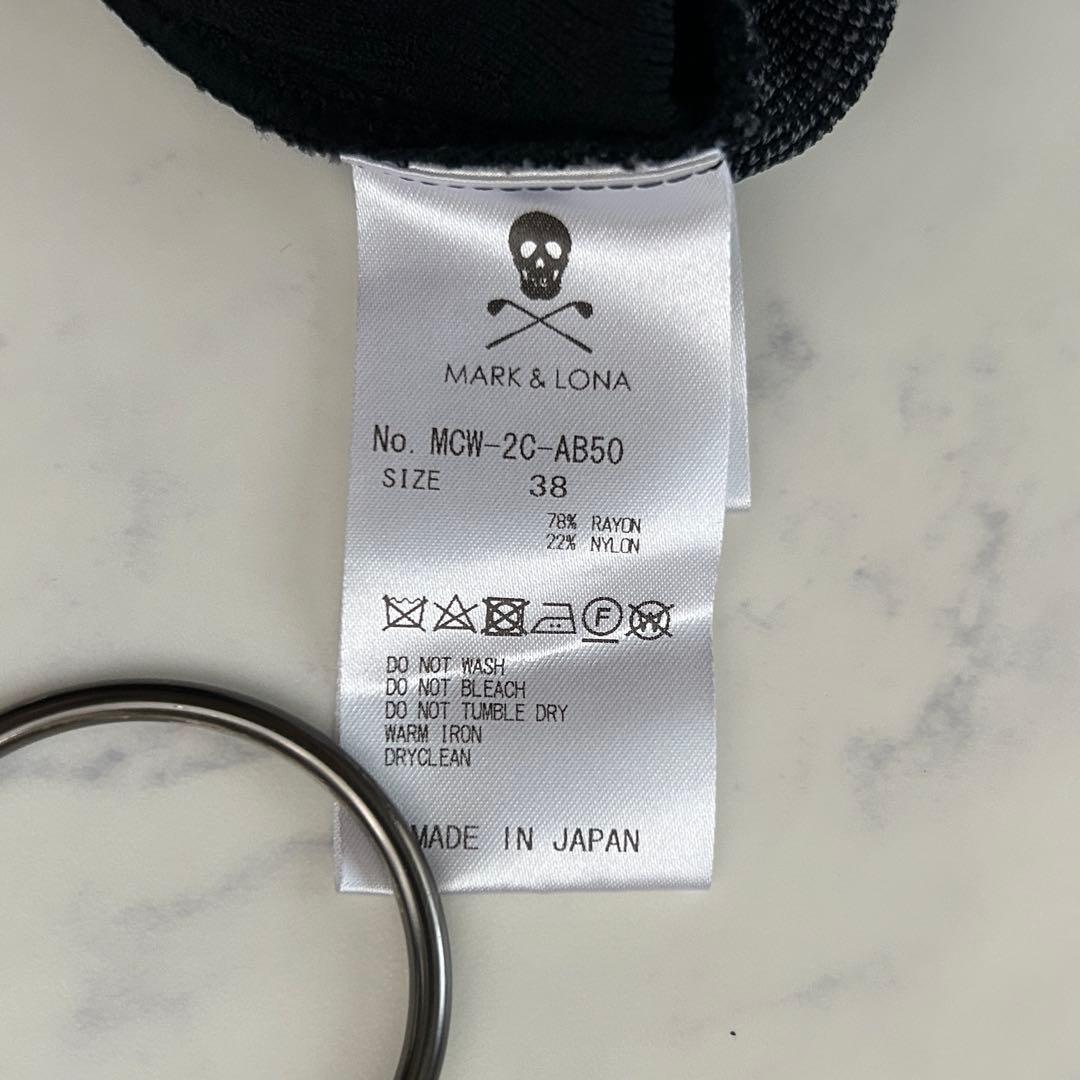 MARK & LONA
No. MCW-2C-AB50
SIZE 38
78% RAYON
22% NYLON
F W
DO NOT WASH
DO NOT BLEACH
DO NOT TUMBLE DRY
WARM IRON
DRYCLEAN
MADE IN JAPAN